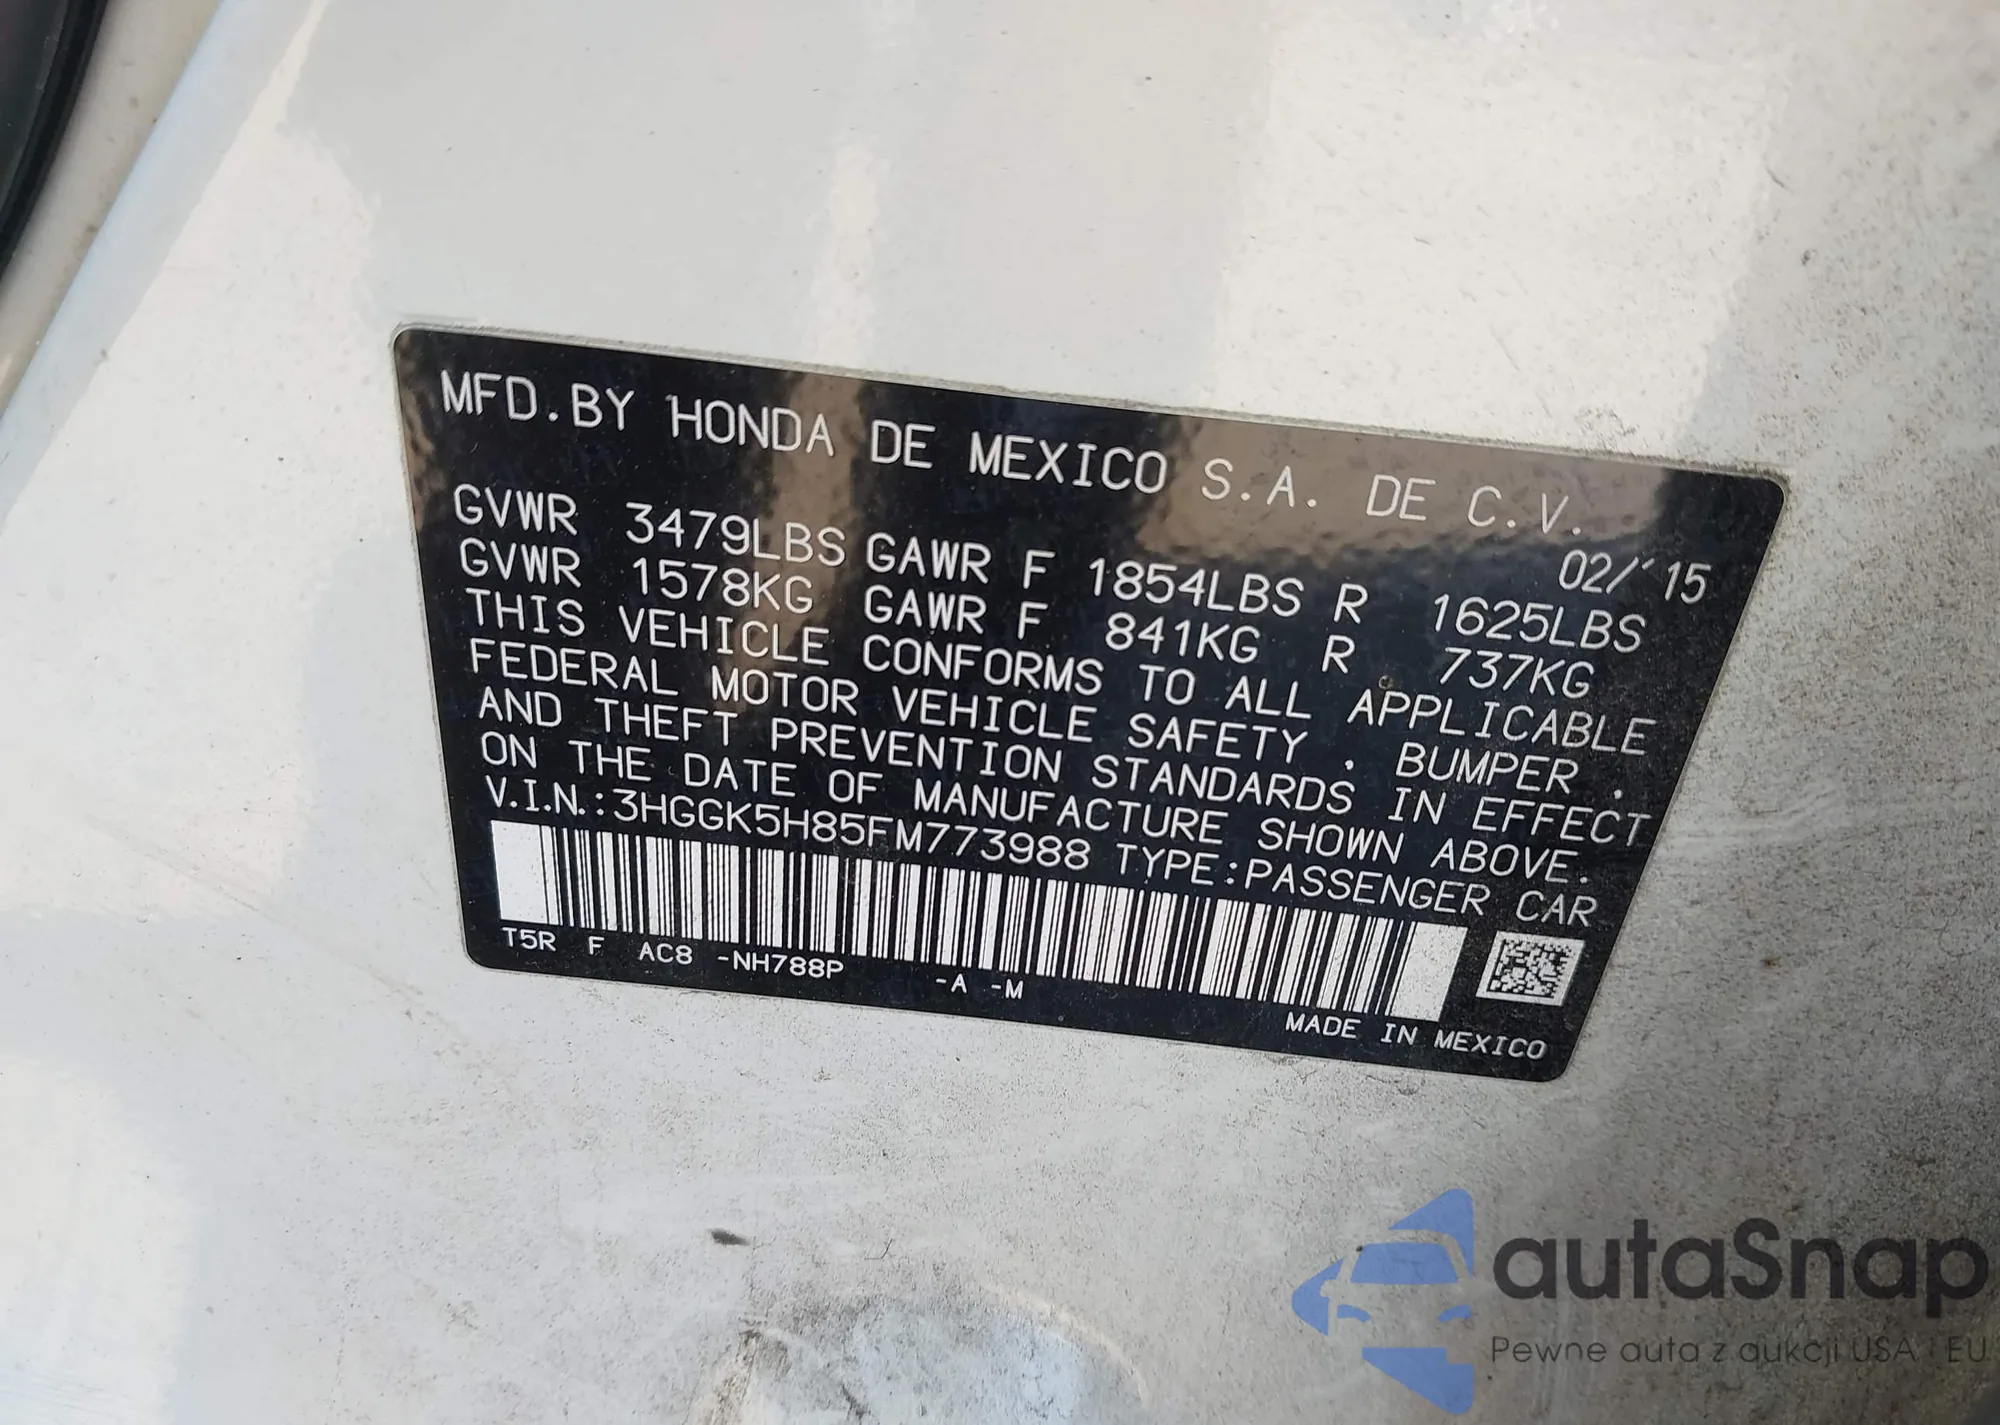 MFD.BY HONDA DE MEXICO S.A. DE C.V.
02/'15
GVWR 3479LBS GAWR F 1854LBS R 1625LBS
GVWR 1578KG GAWR F 841KG R 737KG
THIS VEHICLE CONFORMS TO ALL APPLICABLE
FEDERAL MOTOR VEHICLE SAFETY , BUMPER ,
AND THEFT PREVENTION STANDARDS IN EFFECT
ON THE DATE OF MANUFACTURE SHOWN ABOVE.
V.I.N.:3HGGK5H85FM773988 TYPE:PASSENGER CAR
T5R F AC8 -NH788P -A -M
MADE IN MEXICO
autaSnap
Pewne auta z aukcji USA i EU